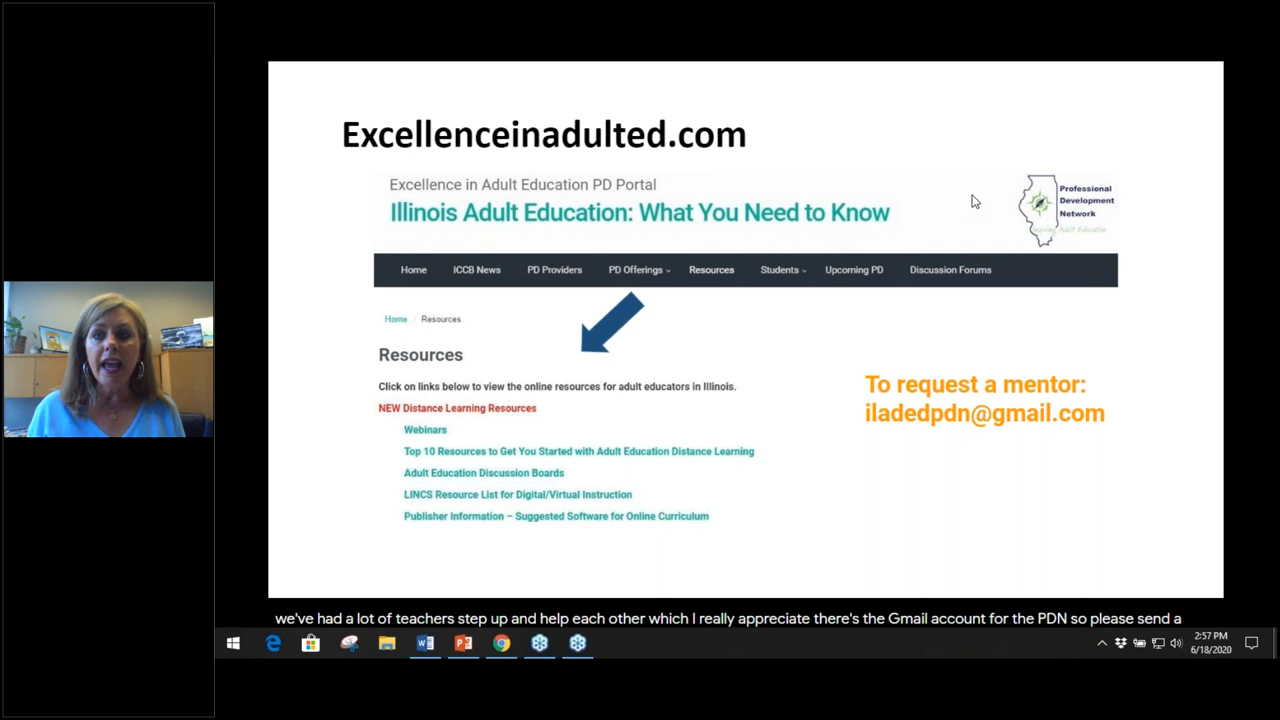 Excellenceinadulted.com
Excellence in Adult Education PD Portal
Illinois Adult Education: What You Need to Know
Professional
Development
Network
Inspiring Adult Education
Home ICCB News PD Providers PD Offerings Resources Students Upcoming PD Discussion Forums
Home / Resources
Resources
Click on links below to view the online resources for adult educators in Illinois.
NEW Distance Learning Resources
Webinars
Top 10 Resources to Get You Started with Adult Education Distance Learning
Adult Education Discussion Boards
LINCS Resource List for Digital/Virtual Instruction
Publisher Information – Suggested Software for Online Curriculum
To request a mentor:
iladedpdn@gmail.com
we've had a lot of teachers step up and help each other which I really appreciate there's the Gmail account for the PDN so please send a
2:57 PM
6/18/2020